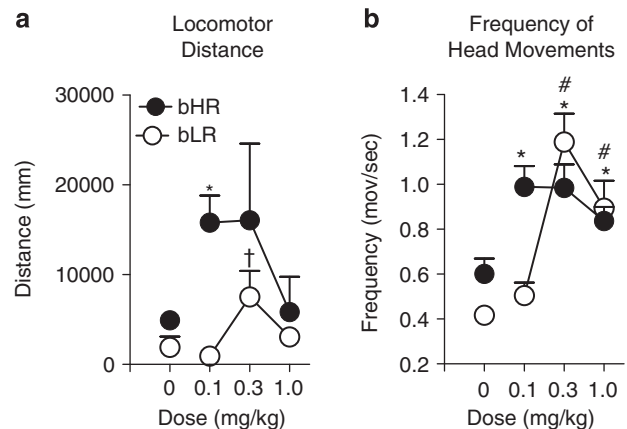 a
Locomotor
Distance
30000
20000
10000
0
Distance (mm)
bHR
bLR
*
†
0
0.1
0.3
1.0
Dose (mg/kg)
b
Frequency of
Head Movements
1.4
1.2
1.0
0.8
0.6
0.4
0.2
Frequency (mov/sec)
*
#
*
#
*
0
0.1
0.3
1.0
Dose (mg/kg)